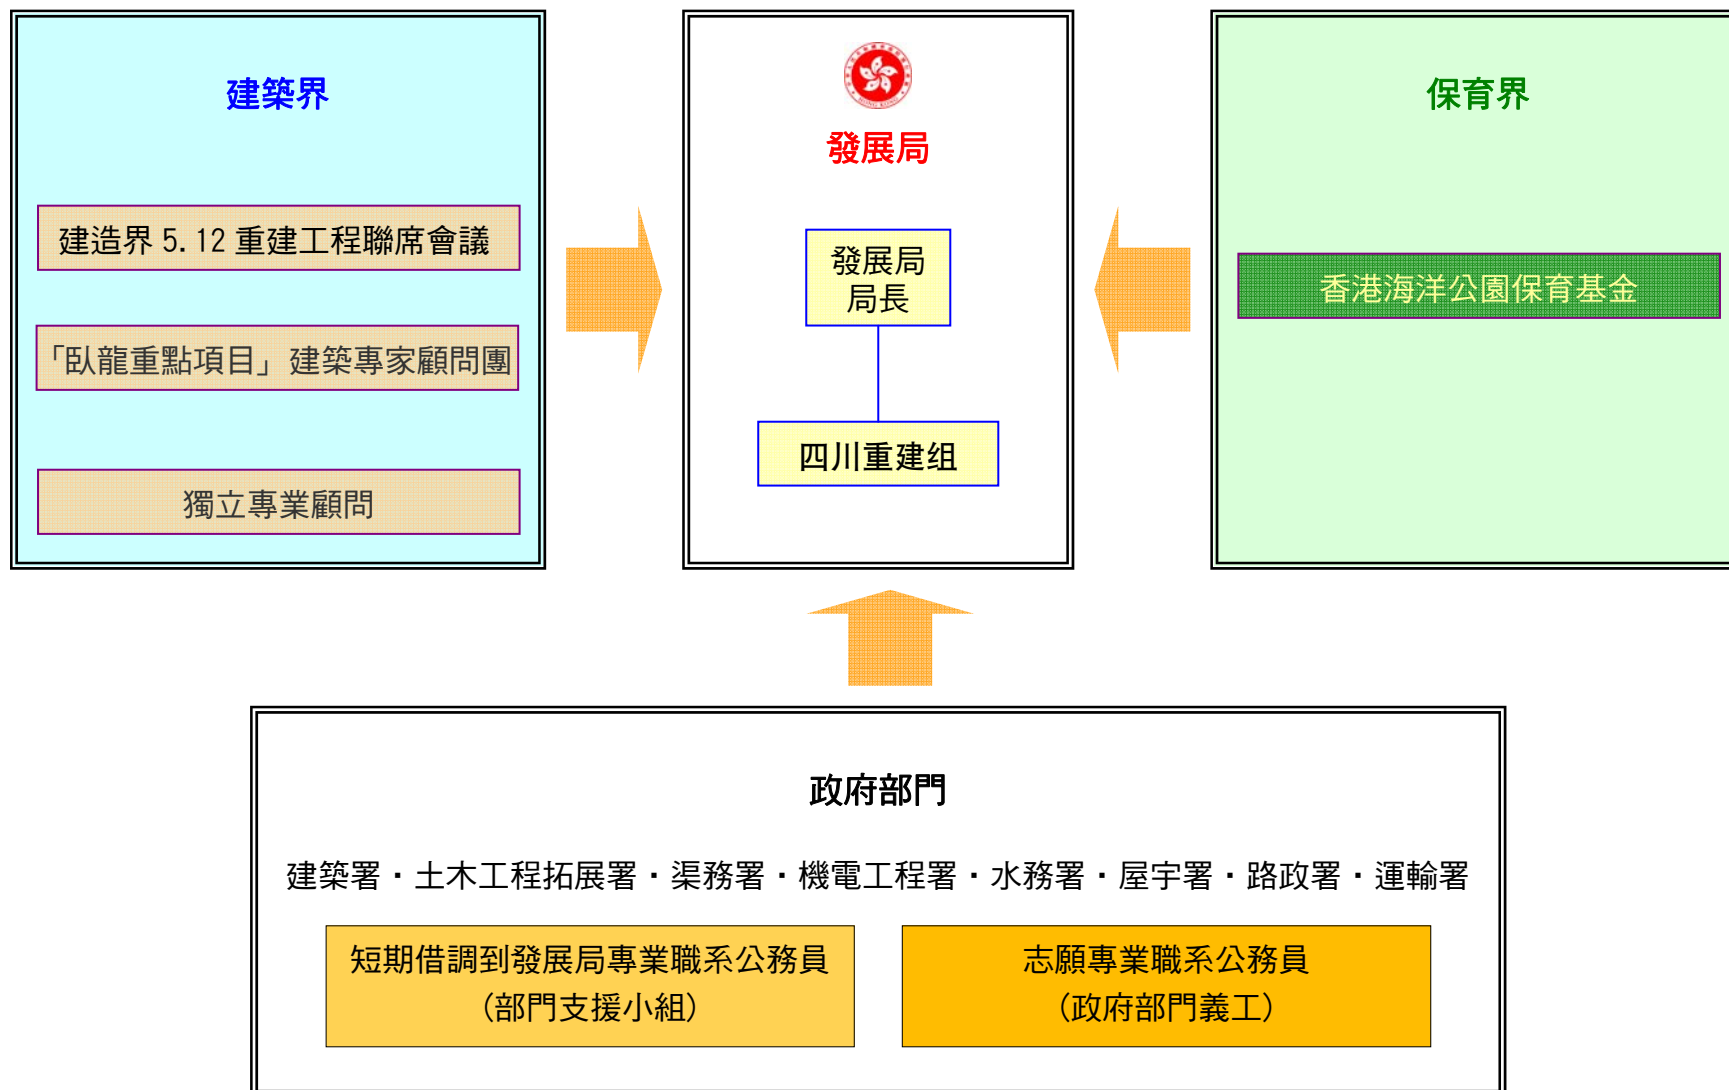 建築界
建造界 5.12 重建工程聯席會議
「臥龍重點項目」建築專家顧問團
獨立專業顧問
HONG KONG
發展局
發展局
局長
四川重建组
保育界
香港海洋公園保育基金
政府部門
建築署·土木工程拓展署·渠務署·機電工程署·水務署·屋宇署·路政署·運輸署
短期借調到發展局專業職系公務員
(部門支援小組)
志願專業職系公務員
(政府部門義工)